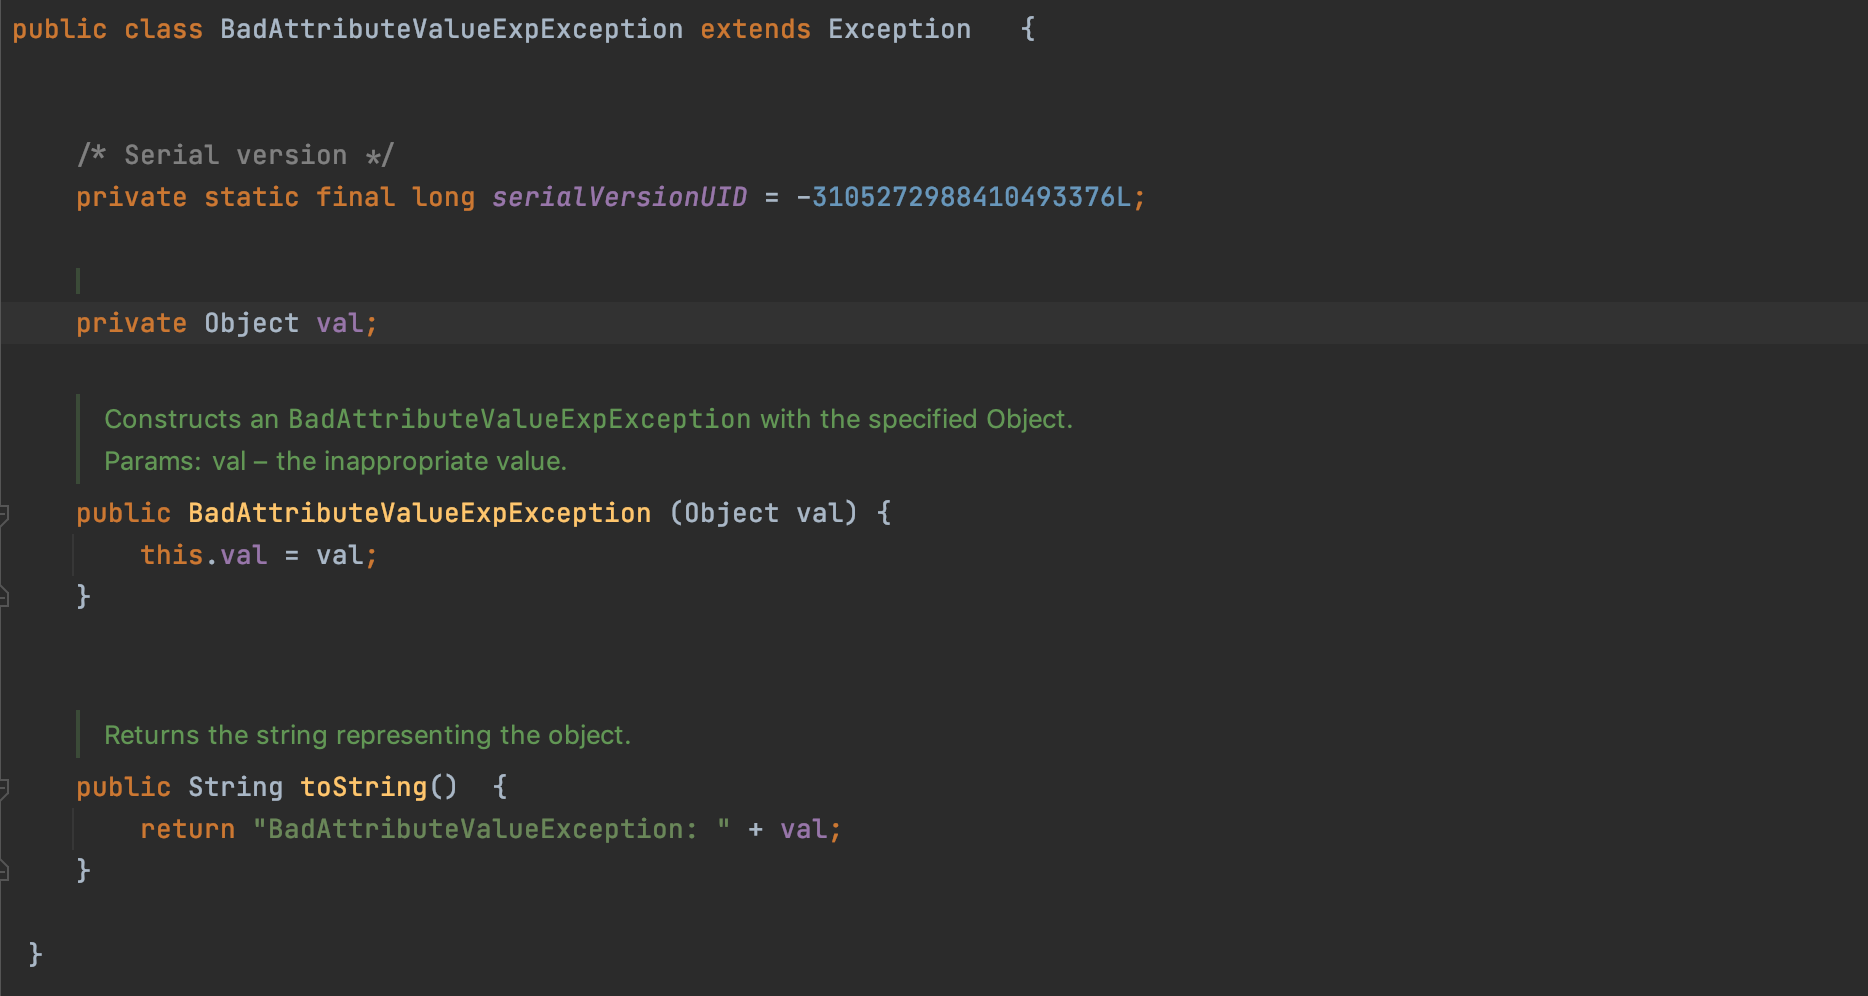 public class BadAttributeValueExpException extends Exception   {
/* Serial version */
private static final long serialVersionUID = -3105272988410493376L;
private Object val;
Constructs an BadAttributeValueExpException with the specified Object.
Params: val – the inappropriate value.
public BadAttributeValueExpException (Object val) {
this.val = val;
}
Returns the string representing the object.
public String toString()  {
return "BadAttributeValueException: " + val;
}
}